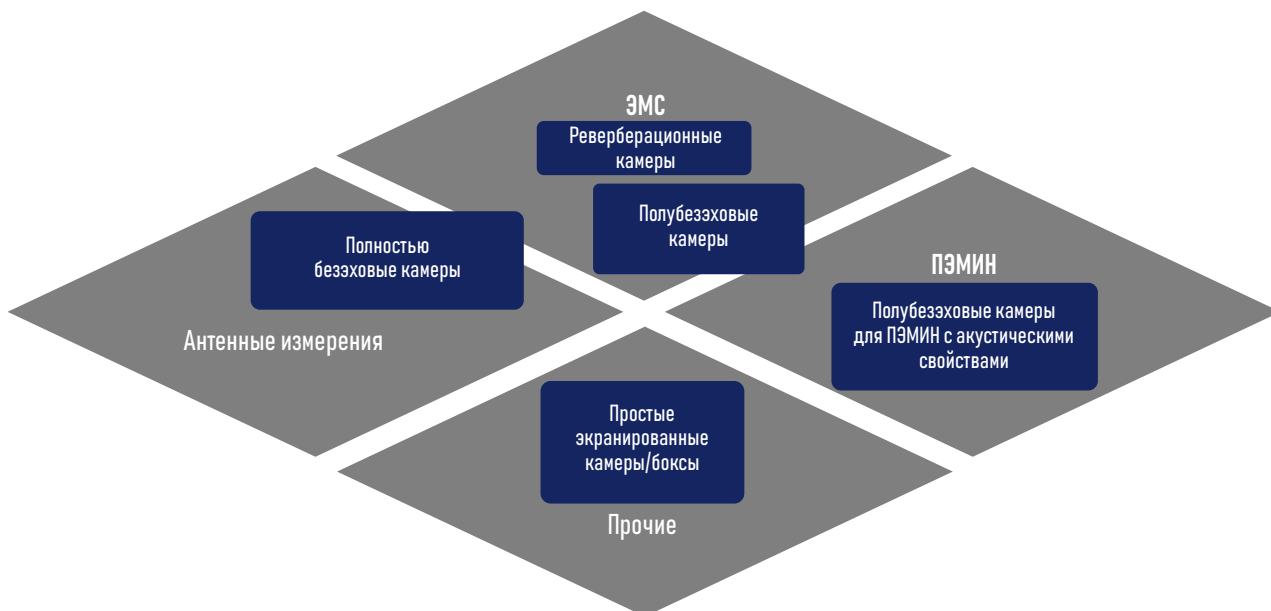 ЭМС
Реверберационные
камеры
Полубезэховые
камеры
Полностью
безэховые камеры
Антенные измерения
ПЭМИН
Полубезэховые камеры
для ПЭМИН с акустическими
свойствами
Простые
экранированные
камеры/боксы
Прочие